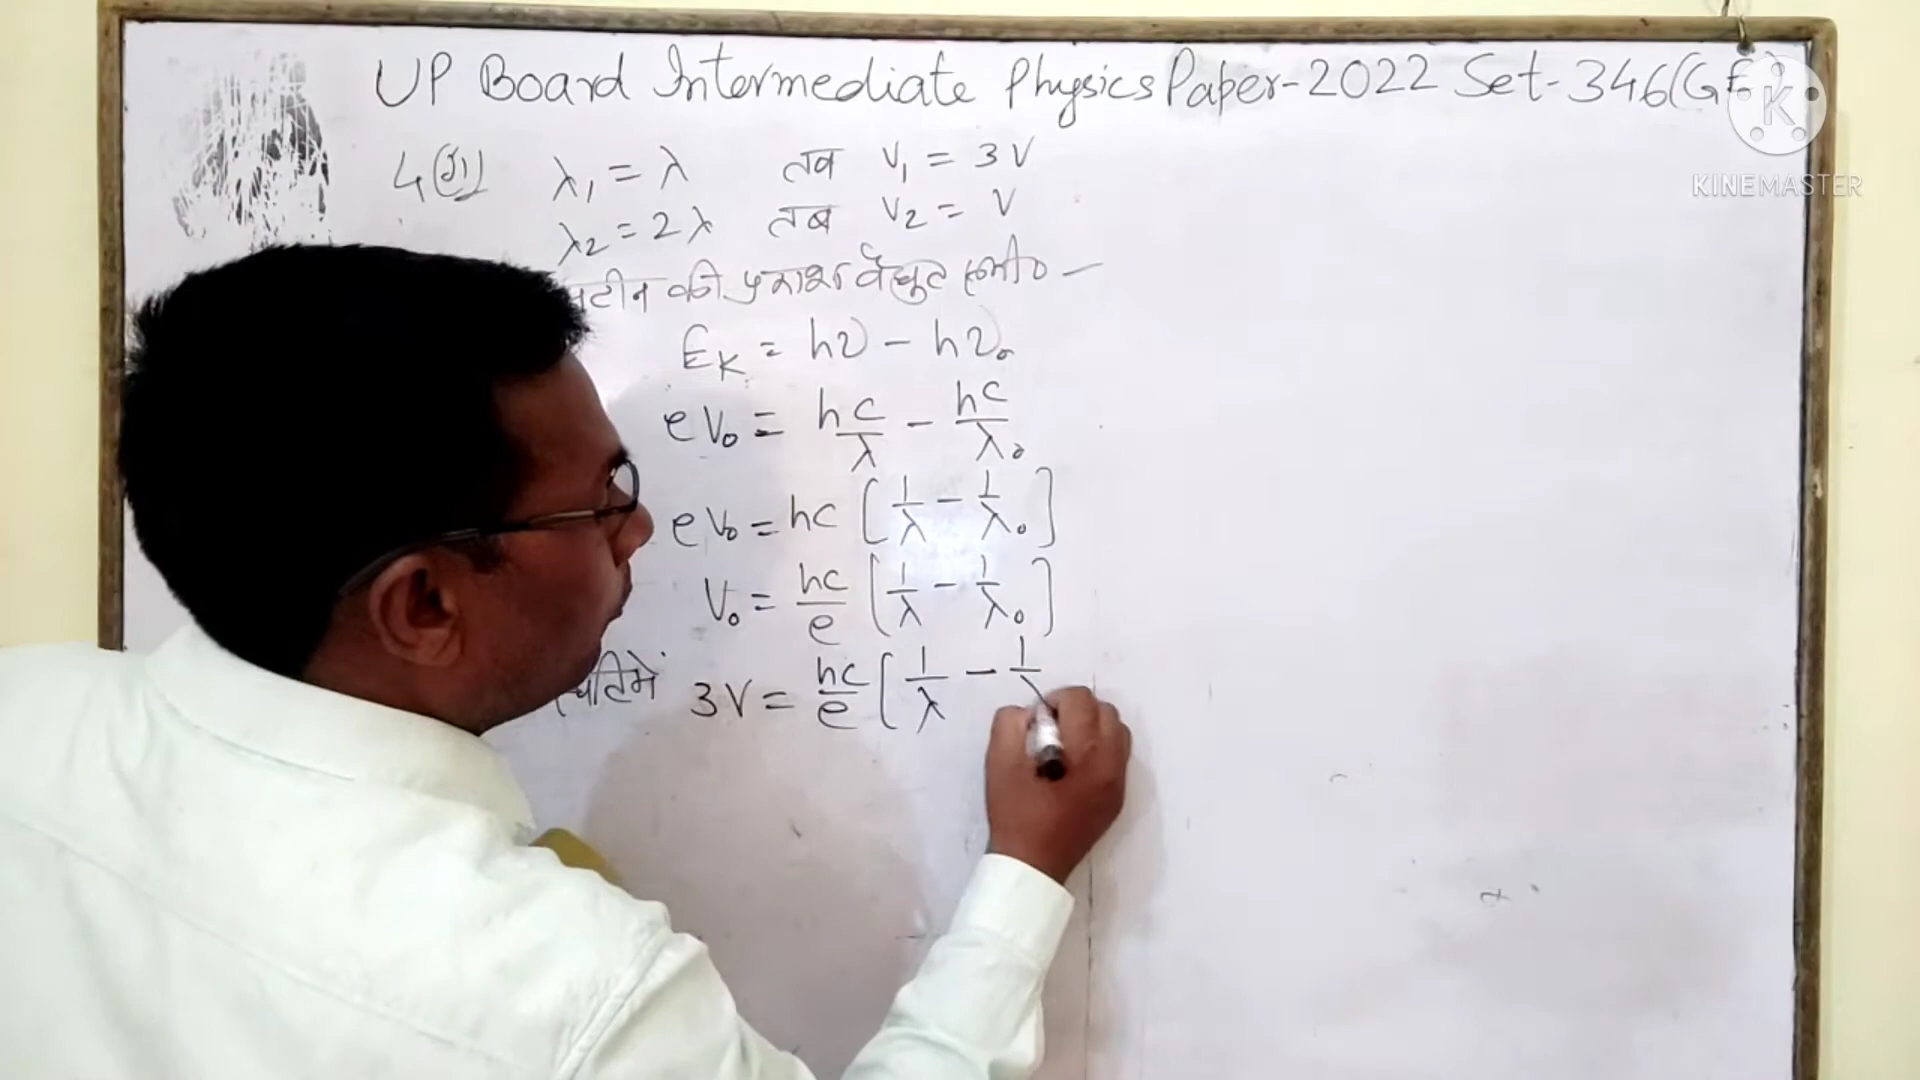 UP Board Intermediate Physics Paper-2022 Set-346(GE)
KINEMASTER
4 λ₁ = λ तब V₁ = 3V
λ₂ = 2λ तब V₂ = V
की प्रकाश वैद्युत
E_K = hν - hν₀
eV₀ = hc/λ - hc/λ₀
eV₀ = hc [1/λ - 1/λ₀]
V₀ = hc/e [1/λ - 1/λ₀]
3V = hc/e [1/λ - 1/λ